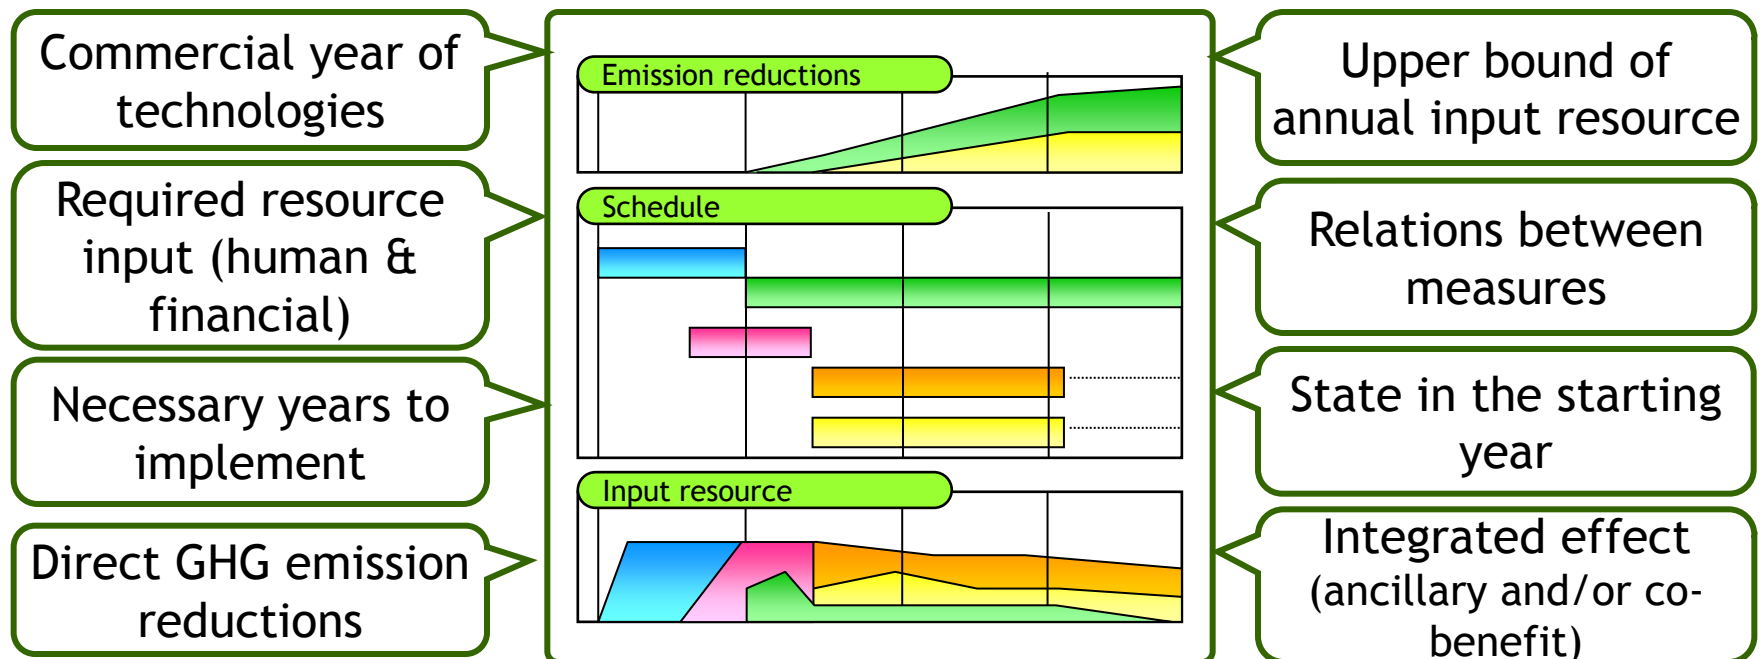 Commercial year of
technologies
Required resource
input (human &
financial)
Necessary years to
implement
Direct GHG emission
reductions
Emission reductions
Schedule
Input resource
Upper bound of
annual input resource
Relations between
measures
State in the starting
year
Integrated effect
(ancillary and/or co-
benefit)